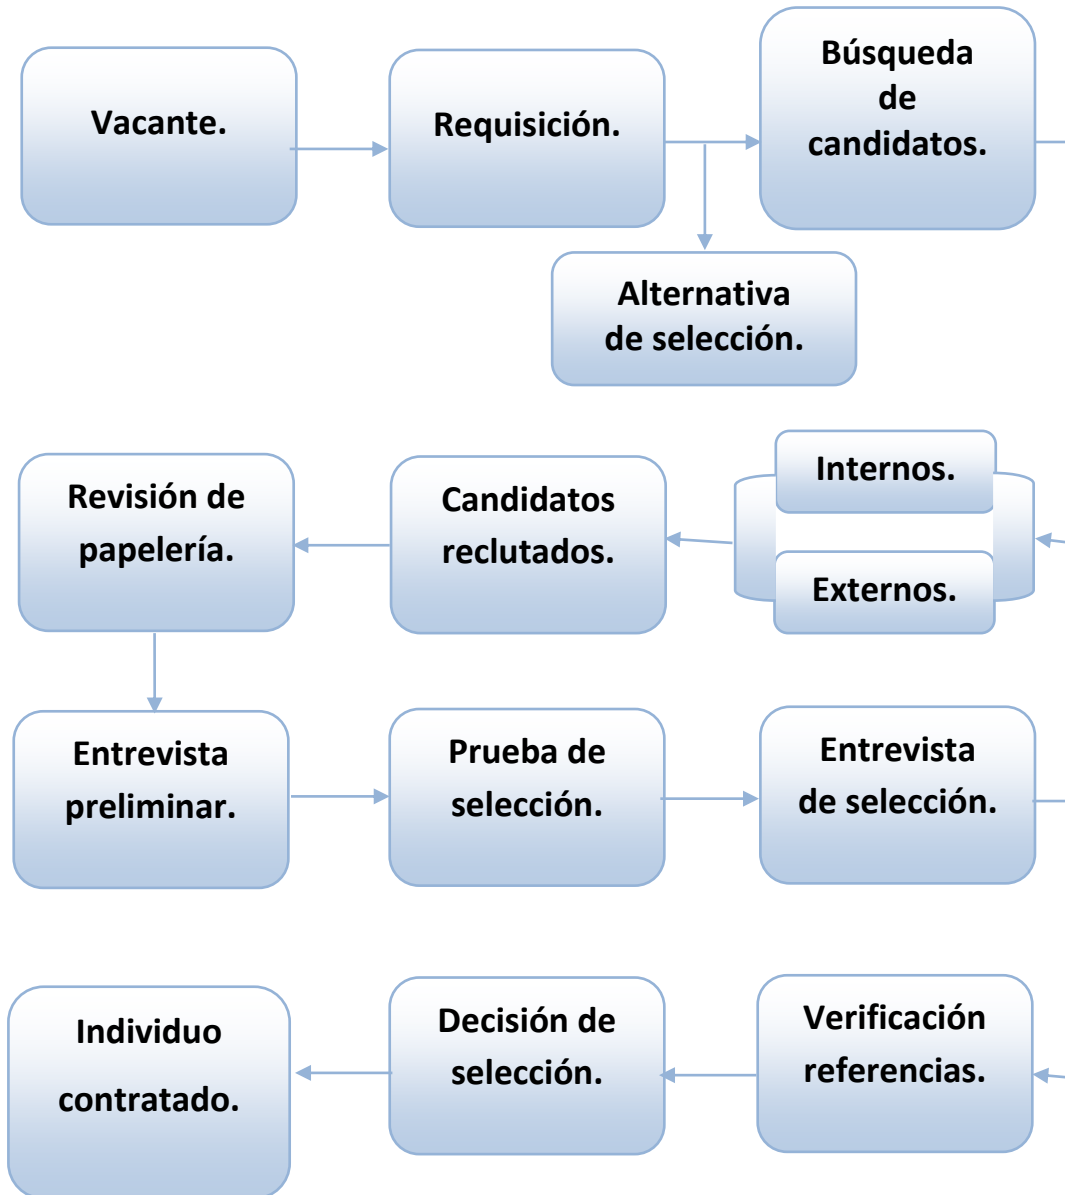 Vacante.
Requisición.
Búsqueda
de
candidatos.
Alternativa
de selección.
Internos.
Externos.
Candidatos
reclutados.
Revisión de
papelería.
Entrevista
preliminar.
Prueba de
selección.
Entrevista
de selección.
Verificación
referencias.
Decisión de
selección.
Individuo
contratado.